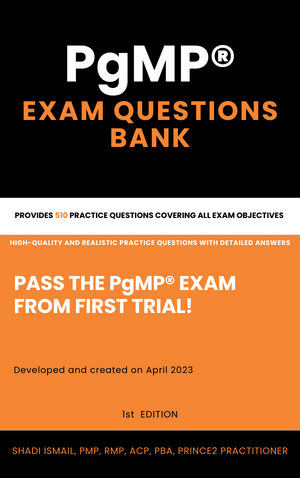 PgMP®
EXAM QUESTIONS
BANK
PROVIDES 510 PRACTICE QUESTIONS COVERING ALL EXAM OBJECTIVES
HIGH-QUALITY AND REALISTIC PRACTICE QUESTIONS WITH DETAILED ANSWERS
PASS THE PgMP® EXAM
FROM FIRST TRIAL!
Developed and created on April 2023
1st EDITION
SHADI ISMAIL, PMP, RMP, ACP, PBA, PRINCE2 PRACTITIONER